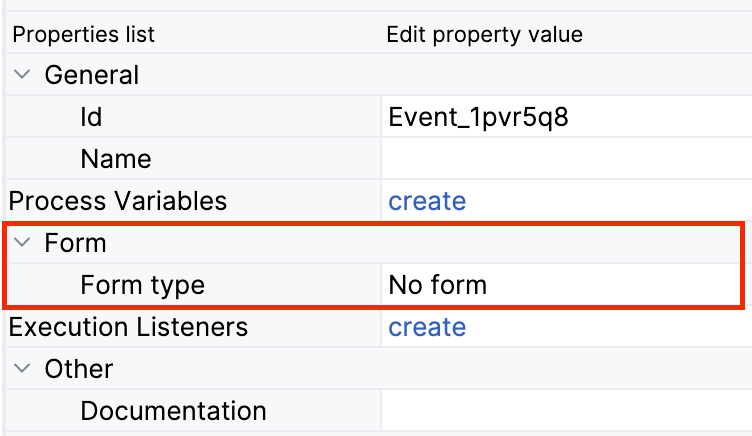 Properties list Edit property value
General
Id Event_1pvr5q8
Name
Process Variables create
Form
Form type No form
Execution Listeners create
Other
Documentation